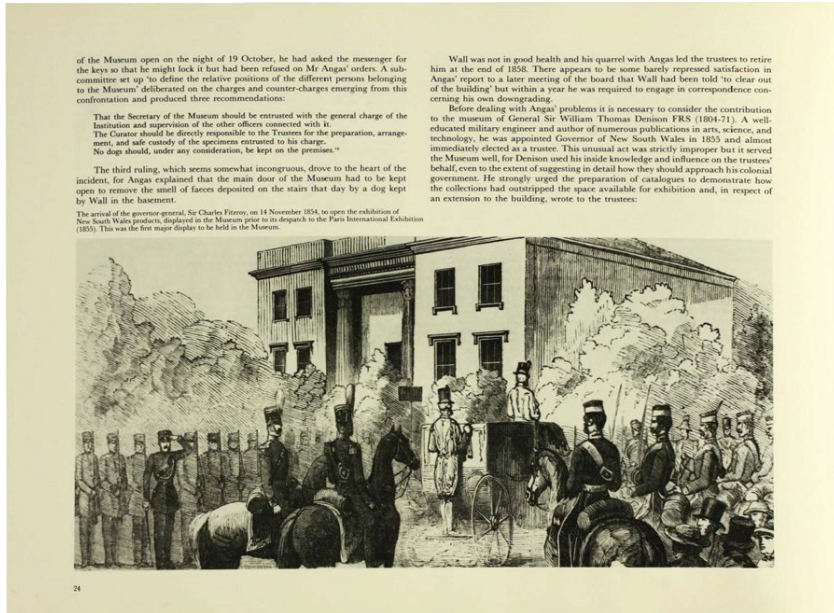 of the Museum open on the night of 19 October, he had asked the messenger for
the keys so that he might lock it but had been refused on Mr Angas' orders. A sub-
committee set up 'to define the relative positions of the different persons belonging
to the Museum' deliberated on the charges and counter-charges emerging from this
confrontation and produced three recommendations:
That the Secretary of the Museum should be entrusted with the general charge of the
Institution and supervision of the other officers connected with it.
The Curator should be directly responsible to the Trustees for the preparation, arrange-
ment, and safe custody of the specimens entrusted to his charge.
No dogs should, under any consideration, be kept on the premises.
The third ruling, which seems somewhat incongruous, drove to the heart of the
incident, for Angas explained that the main door of the Museum had to be kept
open to remove the smell of faeces deposited on the stairs that day by a dog kept
by Wall in the basement.
The arrival of the governor-general, Sir Charles Fitzroy, on 14 November 1854, to open the exhibition of
New South Wales products, displayed in the Museum prior to its despatch to the Paris International Exhibition
(1855). This was the first major display to be held in the Museum.
Wall was not in good health and his quarrel with Angas led the trustees to retire
him at the end of 1858. There appears to be some barely repressed satisfaction in
Angas' report to a later meeting of the board that Wall had been told 'to clear out
of the building' but within a year he was required to engage in correspondence con-
cerning his own downgrading.
Before dealing with Angas' problems it is necessary to consider the contribution
to the museum of General Sir William Thomas Denison FRS (1804-71). A well-
educated military engineer and author of numerous publications in arts, science, and
technology, he was appointed Governor of New South Wales in 1855 and almost
immediately elected as a trustee. This unusual act was strictly improper but it served
the Museum well, for Denison used his inside knowledge and influence on the trustees'
behalf, even to the extent of suggesting in detail how they should approach his colonial
government. He strongly urged the preparation of catalogues to demonstrate how
the collections had outstripped the space available for exhibition and, in respect of
an extension to the building, wrote to the trustees:
24